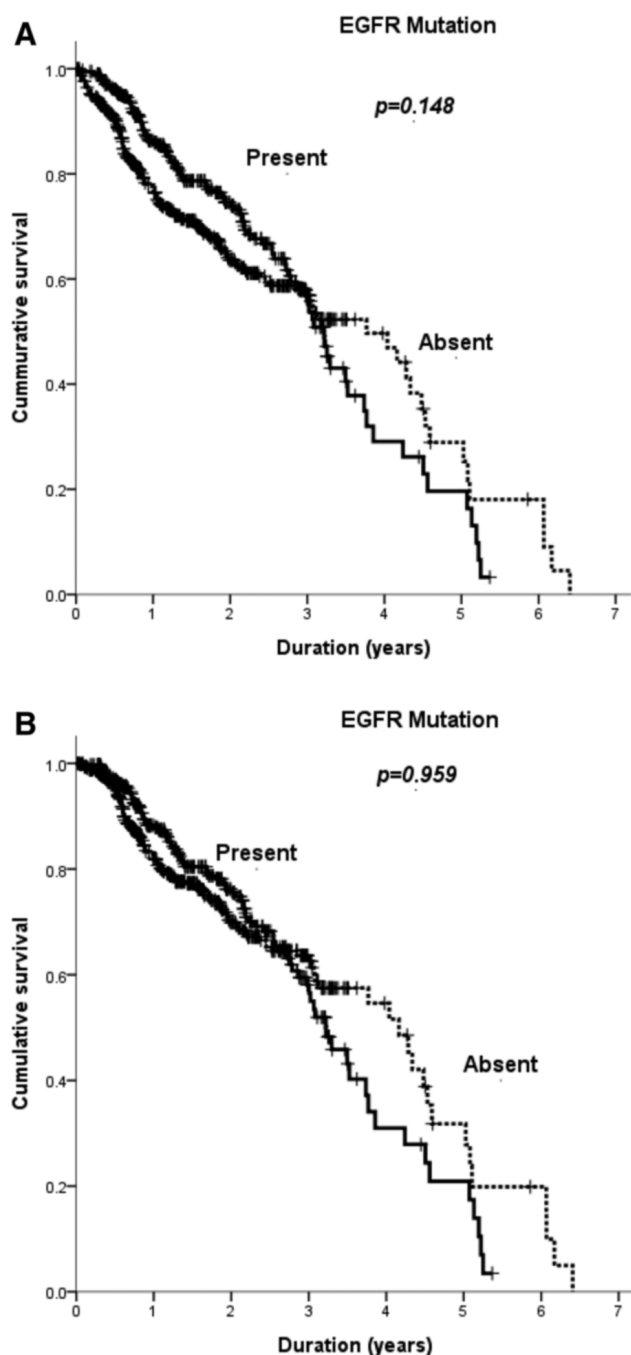 A
EGFR Mutation
p=0.148
Present
Absent
Cummurative survival
1.0
0.8
0.6
0.4
0.2
0.0
0 1 2 3 4 5 6 7
Duration (years)
B
EGFR Mutation
p=0.959
Present
Absent
Cumulative survival
1.0
0.8
0.6
0.4
0.2
0.0
0 1 2 3 4 5 6 7
Duration (years)